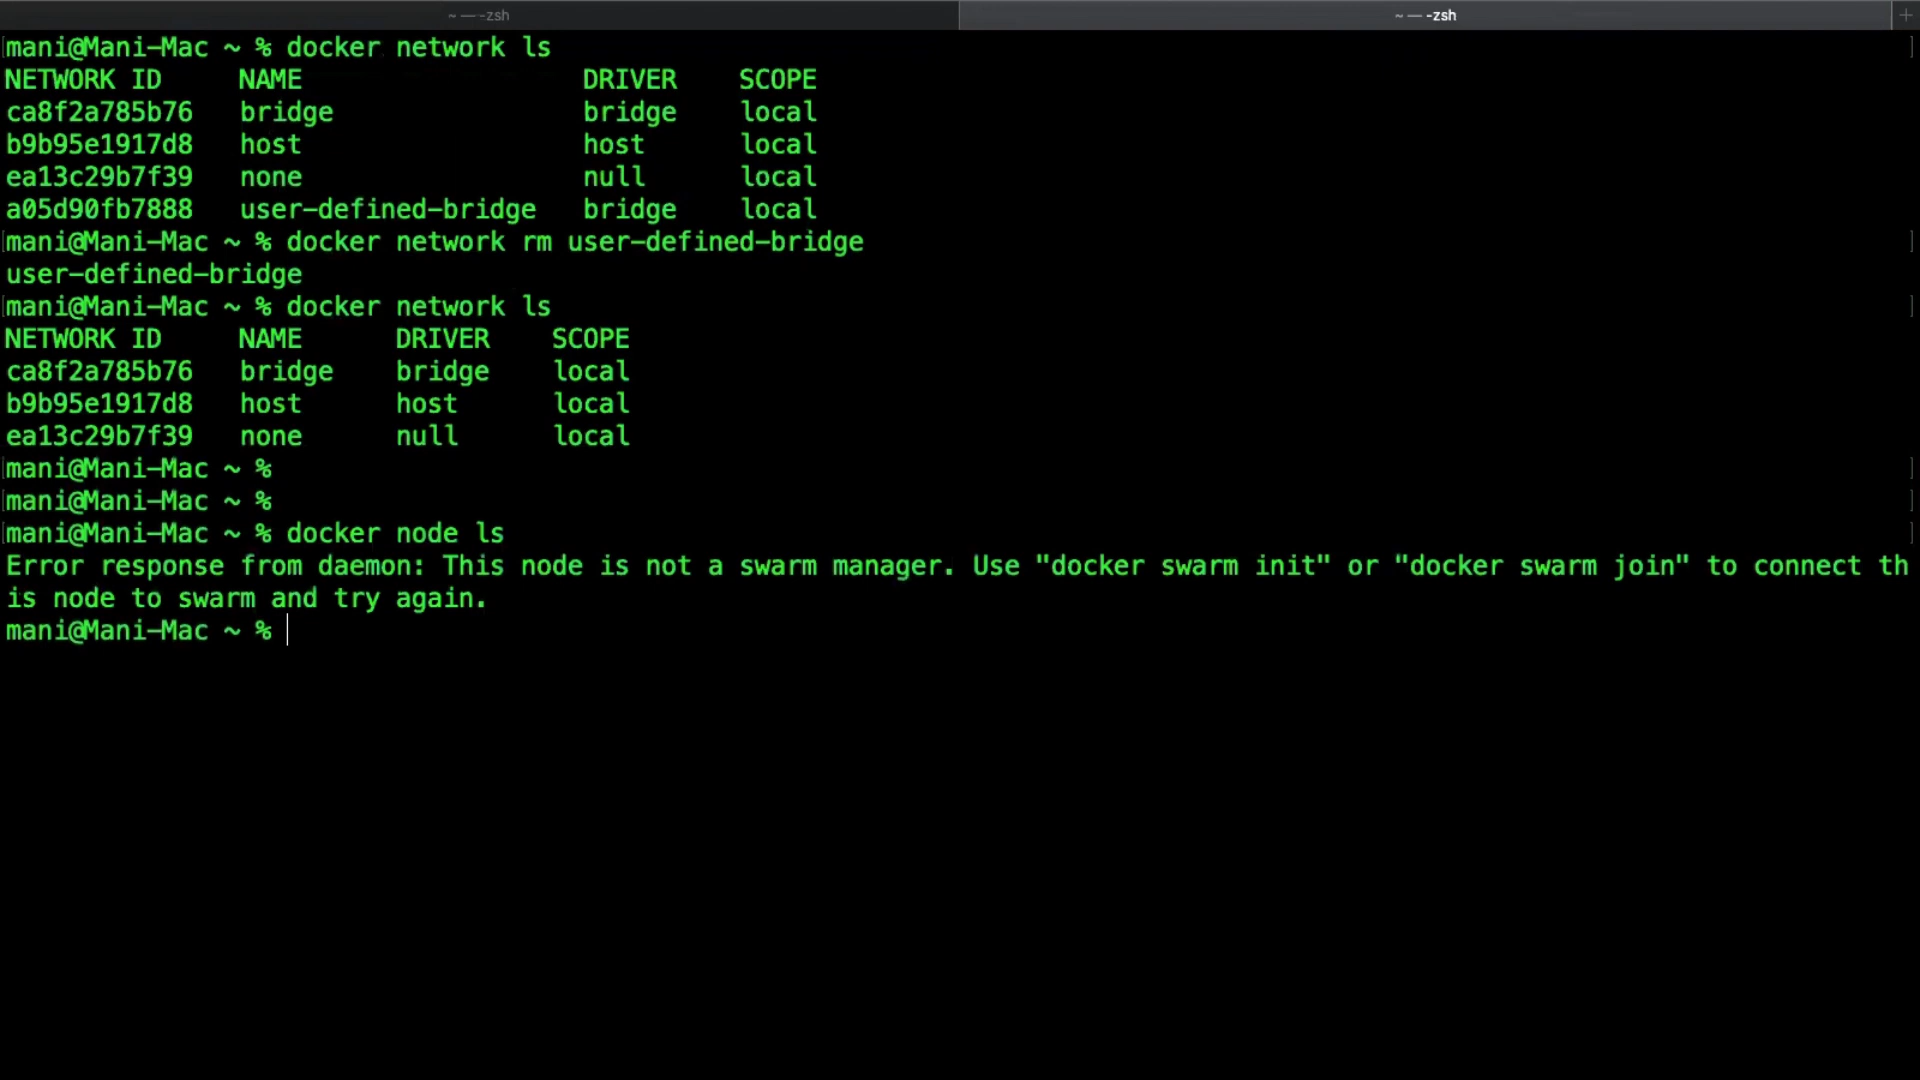 ~ — -zsh ~ — -zsh +
mani@Mani-Mac ~ % docker network ls
NETWORK ID NAME DRIVER SCOPE
ca8f2a785b76 bridge bridge local
b9b95e1917d8 host host local
ea13c29b7f39 none null local
a05d90fb7888 user-defined-bridge bridge local
mani@Mani-Mac ~ % docker network rm user-defined-bridge
user-defined-bridge
mani@Mani-Mac ~ % docker network ls
NETWORK ID NAME DRIVER SCOPE
ca8f2a785b76 bridge bridge local
b9b95e1917d8 host host local
ea13c29b7f39 none null local
mani@Mani-Mac ~ %
mani@Mani-Mac ~ %
mani@Mani-Mac ~ % docker node ls
Error response from daemon: This node is not a swarm manager. Use "docker swarm init" or "docker swarm join" to connect th
is node to swarm and try again.
mani@Mani-Mac ~ %